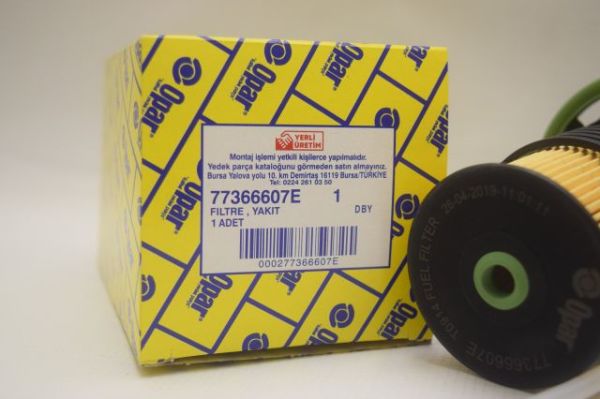 Opar
YERLİ
ÜRETİM
Montaj işlemi yetkili kişilerce yapılmalıdır.
Yedek parça kataloğunu görmeden satın almayınız.
Bursa Yalova yolu 10. km Demirtaş 16119 Bursa/TÜRKİYE
Tel: 0224 261 03 50
77366607E 1
FILTRE , YAKIT DBY
1 ADET
000277366607E
Opar
Opar
Opar
Opar
Opar
77366607E T0914 FUEL FILTER 25-04-2019-11:01:11
Opar